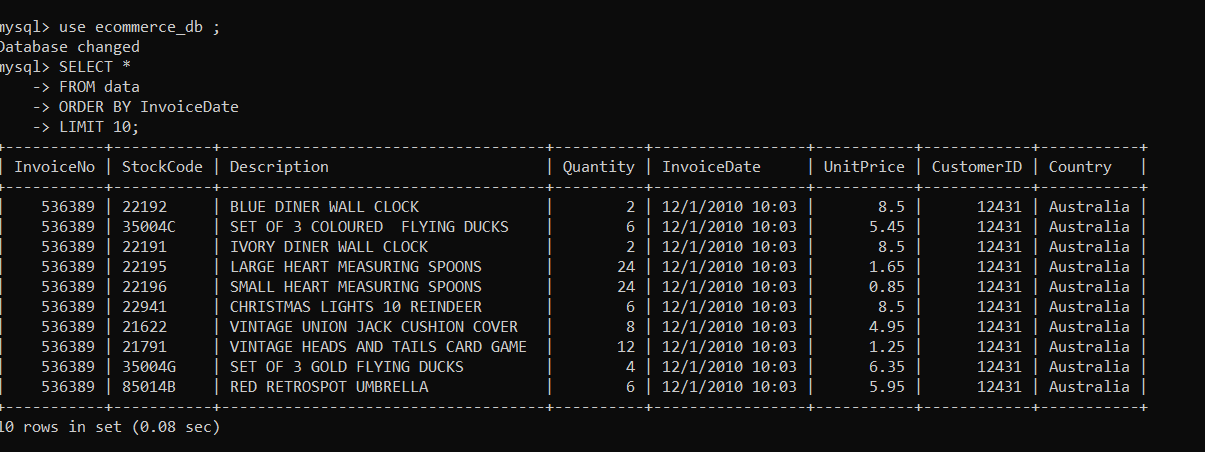 mysql> use ecommerce_db ;
Database changed
mysql> SELECT *
    -> FROM data
    -> ORDER BY InvoiceDate
    -> LIMIT 10;
+-----------+-----------+------------------------------------+----------+-----------------+-----------+------------+-----------+
| InvoiceNo | StockCode | Description                        | Quantity | InvoiceDate     | UnitPrice | CustomerID | Country   |
+-----------+-----------+------------------------------------+----------+-----------------+-----------+------------+-----------+
|    536389 | 22192     | BLUE DINER WALL CLOCK              |        2 | 12/1/2010 10:03 |       8.5 |      12431 | Australia |
|    536389 | 35004C    | SET OF 3 COLOURED  FLYING DUCKS    |        6 | 12/1/2010 10:03 |      5.45 |      12431 | Australia |
|    536389 | 22191     | IVORY DINER WALL CLOCK             |        2 | 12/1/2010 10:03 |       8.5 |      12431 | Australia |
|    536389 | 22195     | LARGE HEART MEASURING SPOONS       |       24 | 12/1/2010 10:03 |      1.65 |      12431 | Australia |
|    536389 | 22196     | SMALL HEART MEASURING SPOONS       |       24 | 12/1/2010 10:03 |      0.85 |      12431 | Australia |
|    536389 | 22941     | CHRISTMAS LIGHTS 10 REINDEER       |        6 | 12/1/2010 10:03 |       8.5 |      12431 | Australia |
|    536389 | 21622     | VINTAGE UNION JACK CUSHION COVER   |        8 | 12/1/2010 10:03 |      4.95 |      12431 | Australia |
|    536389 | 21791     | VINTAGE HEADS AND TAILS CARD GAME  |       12 | 12/1/2010 10:03 |      1.25 |      12431 | Australia |
|    536389 | 35004G    | SET OF 3 GOLD FLYING DUCKS         |        4 | 12/1/2010 10:03 |      6.35 |      12431 | Australia |
|    536389 | 85014B    | RED RETROSPOT UMBRELLA             |        6 | 12/1/2010 10:03 |      5.95 |      12431 | Australia |
+-----------+-----------+------------------------------------+----------+-----------------+-----------+------------+-----------+
10 rows in set (0.08 sec)